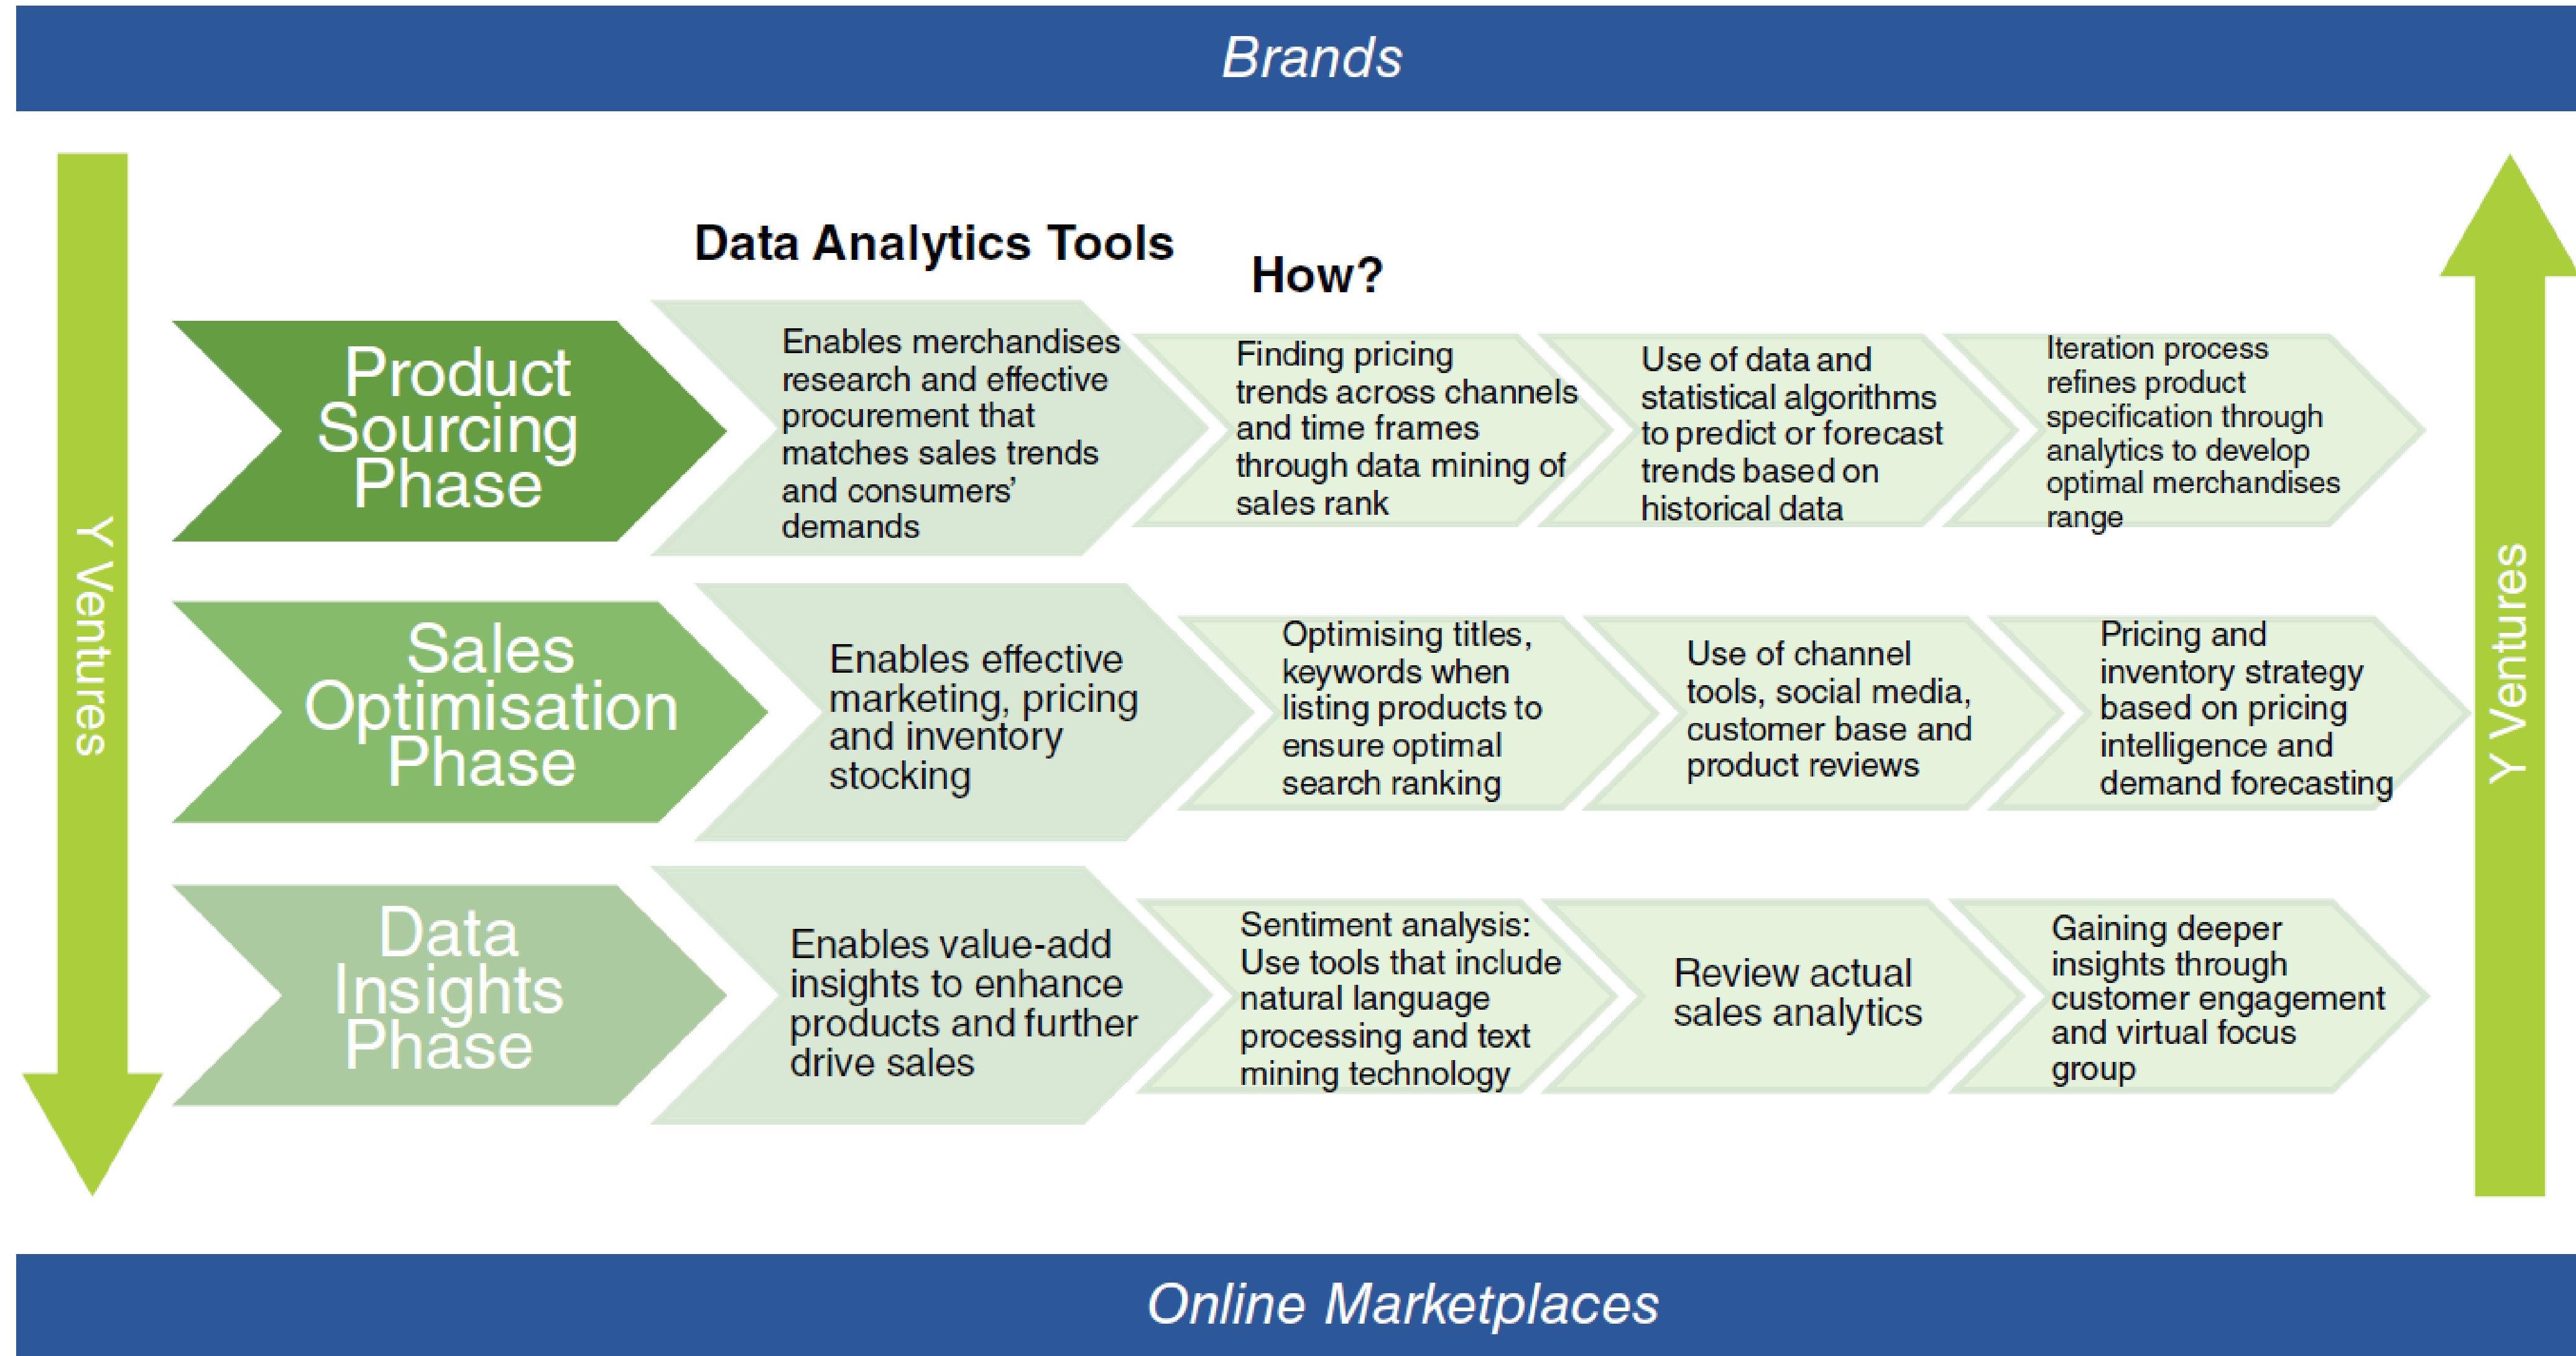 Brands
Y Ventures
Data Analytics Tools
How?
Product
Sourcing
Phase
Enables merchandises
research and effective
procurement that
matches sales trends
and consumers’
demands
Finding pricing
trends across channels
and time frames
through data mining of
sales rank
Use of data and
statistical algorithms
to predict or forecast
trends based on
historical data
Iteration process
refines product
specification through
analytics to develop
optimal merchandises
range
Sales
Optimisation
Phase
Enables effective
marketing, pricing
and inventory
stocking
Optimising titles,
keywords when
listing products to
ensure optimal
search ranking
Use of channel
tools, social media,
customer base and
product reviews
Pricing and
inventory strategy
based on pricing
intelligence and
demand forecasting
Data
Insights
Phase
Enables value-add
insights to enhance
products and further
drive sales
Sentiment analysis:
Use tools that include
natural language
processing and text
mining technology
Review actual
sales analytics
Gaining deeper
insights through
customer engagement
and virtual focus
group
Y Ventures
Online Marketplaces